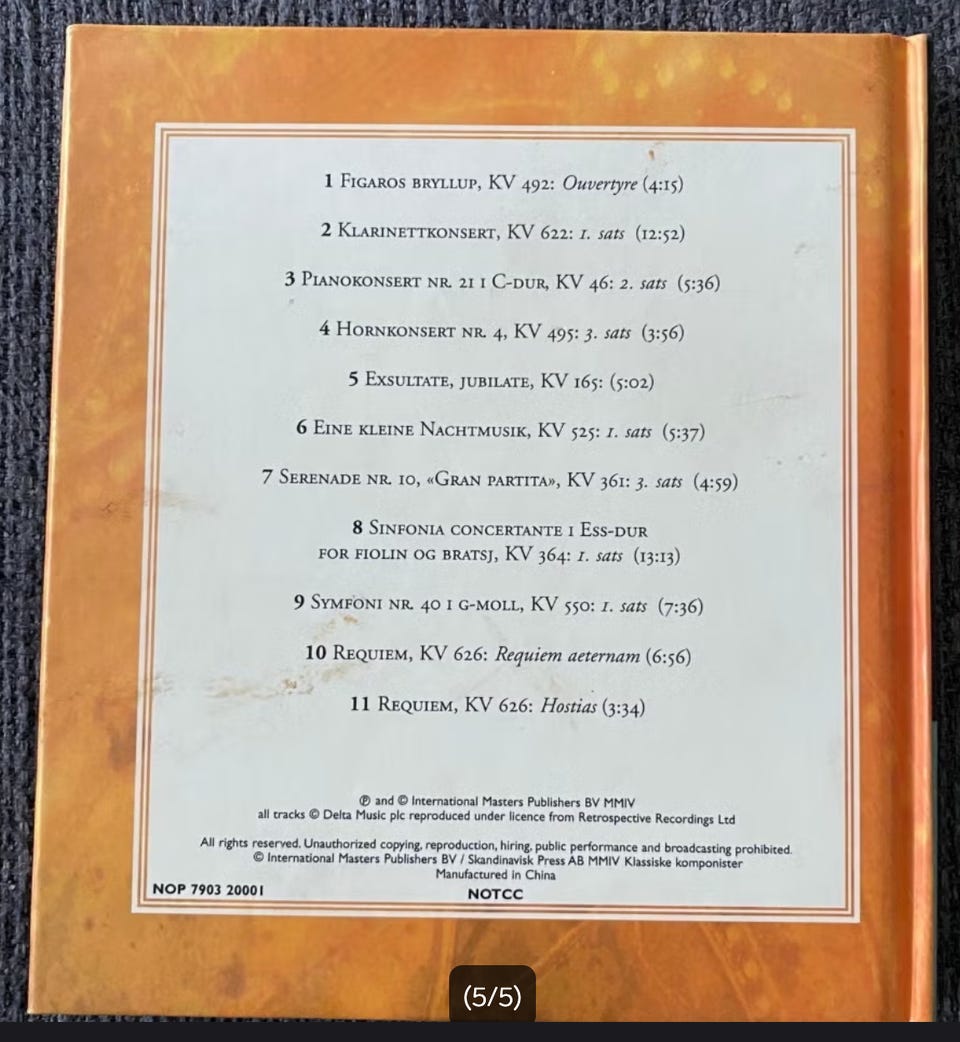 1 Figaros bryllup, KV 492: Ouvertyre (4:15)
2 Klarinettkonsert, KV 622: 1. sats (12:52)
3 Pianokonsert nr. 21 i C-dur, KV 46: 2. sats (5:36)
4 Hornkonsert nr. 4, KV 495: 3. sats (3:56)
5 Exsultate, jubilate, KV 165: (5:02)
6 Eine kleine Nachtmusik, KV 525: 1. sats (5:37)
7 Serenade nr. 10, «Gran partita», KV 361: 3. sats (4:59)
8 Sinfonia concertante i Ess-dur
for fiolin og bratsj, KV 364: 1. sats (13:13)
9 Symfoni nr. 40 i g-moll, KV 550: 1. sats (7:36)
10 Requiem, KV 626: Requiem aeternam (6:56)
11 Requiem, KV 626: Hostias (3:34)
℗ and © International Masters Publishers BV MMIV
all tracks © Delta Music plc reproduced under licence from Retrospective Recordings Ltd
All rights reserved. Unauthorized copying, reproduction, hiring, public performance and broadcasting prohibited.
© International Masters Publishers BV / Skandinavisk Press AB MMIV Klassiske komponister
Manufactured in China
NOP 7903 20001 NOTCC
(5/5)